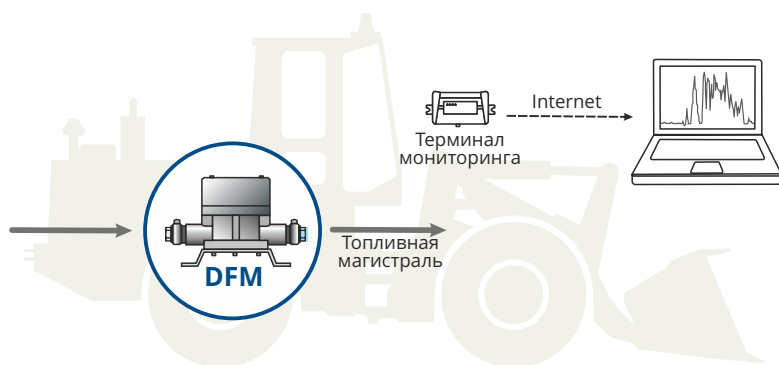 Internet
Терминал
мониторинга
Топливная
магистраль
DFM